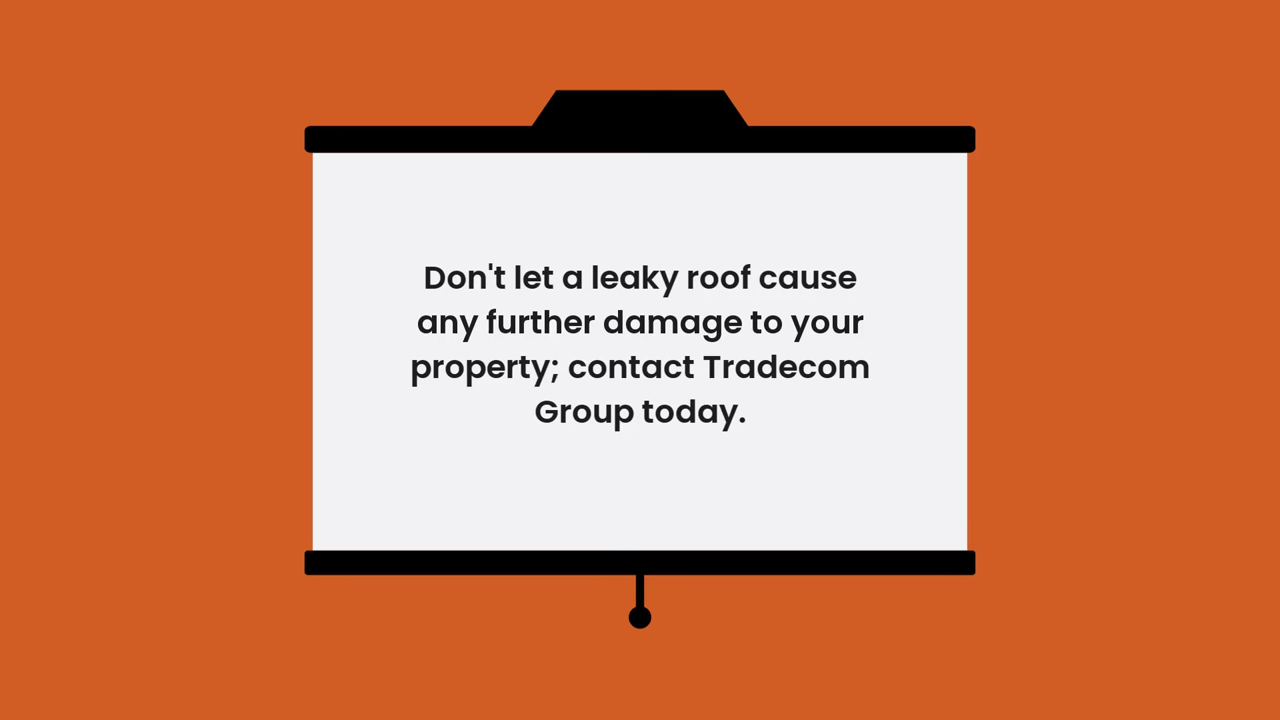 Don't let a leaky roof cause
any further damage to your
property; contact Tradecom
Group today.